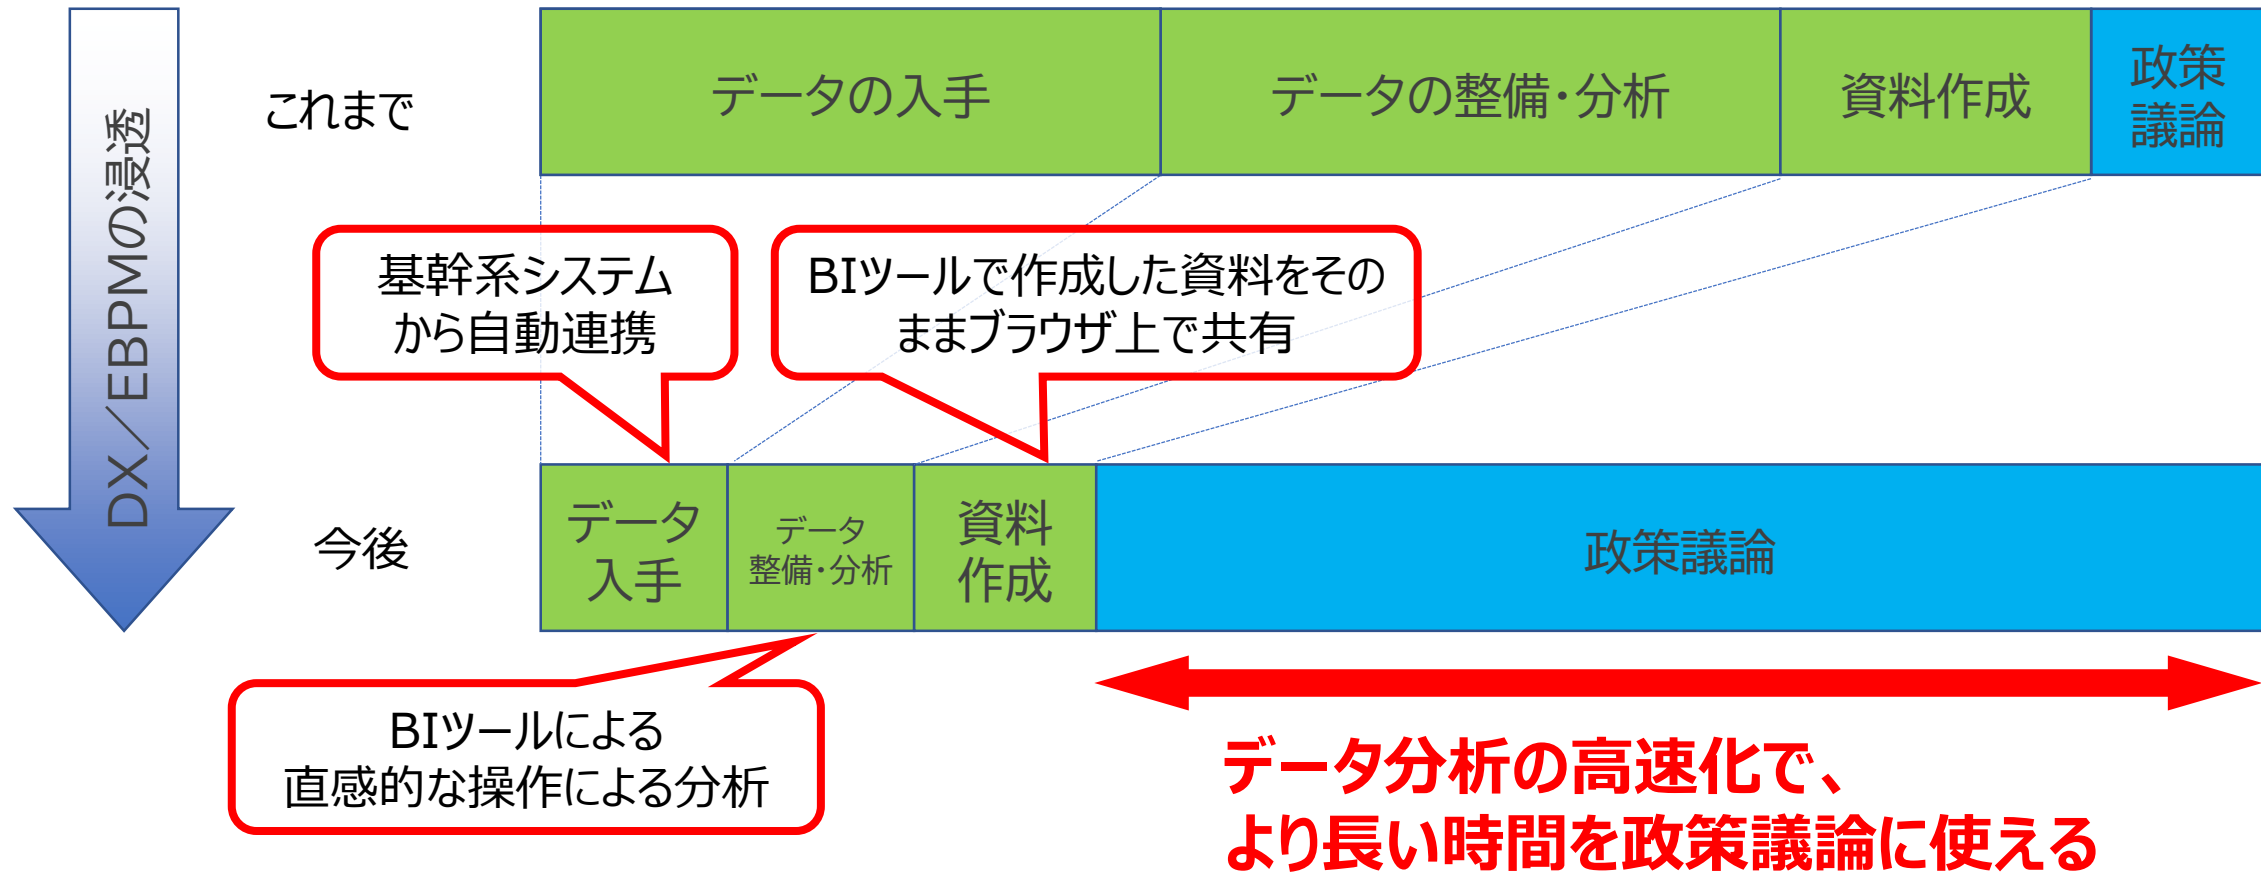 DX／EBPMの浸透
これまで
データの入手
データの整備・分析
資料作成
政策
議論
基幹系システム
から自動連携
BIツールで作成した資料をその
ままブラウザ上で共有
今後
データ
入手
データ
整備・分析
資料
作成
政策議論
BIツールによる
直感的な操作による分析
データ分析の高速化で、
より長い時間を政策議論に使える